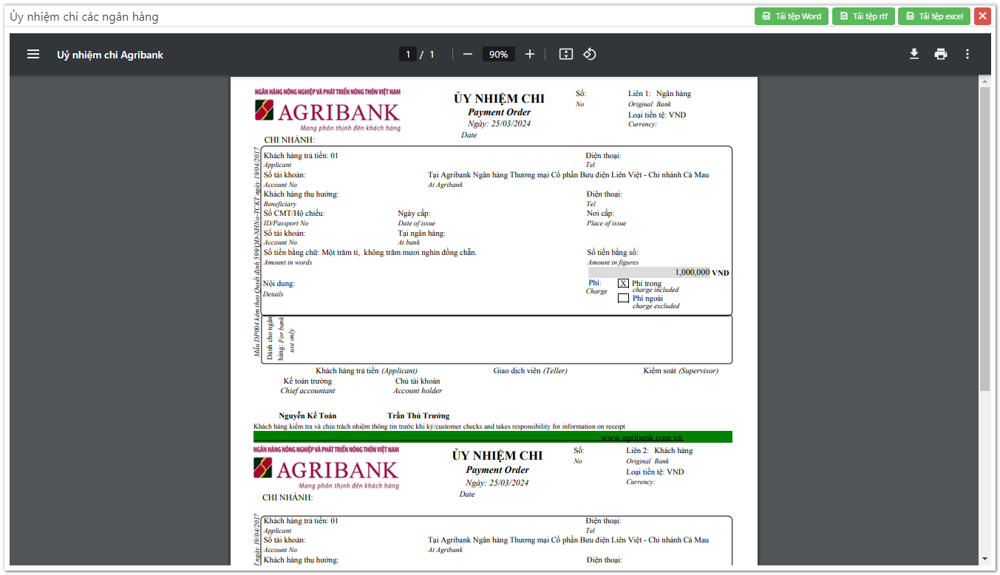 Ủy nhiệm chi các ngân hàng
Tải tệp Word
Tải tệp rtf
Tải tệp excel
Uỷ nhiệm chi Agribank
1 / 1
90%
NGÂN HÀNG NÔNG NGHIỆP VÀ PHÁT TRIỂN NÔNG THÔN VIỆT NAM
AGRIBANK
Mang phồn thịnh đến khách hàng
CHI NHÁNH:
ỦY NHIỆM CHI
Payment Order
Ngày: 25/03/2024
Date
Số:
No
Liên 1: Ngân hàng
Original Bank
Loại tiền tệ: VND
Currency:
Mẫu DP004 kèm theo Quyết định 599/QĐ-NHNo-TCKT ngày 19/04/2017
Khách hàng trả tiền: 01 Điện thoại:
Applicant Tel
Số tài khoản: Tại Agribank Ngân hàng Thương mại Cổ phần Bưu điện Liên Việt - Chi nhánh Cà Mau
Account No At Agribank
Khách hàng thụ hưởng: Điện thoại:
Beneficiary Tel
Số CMT/Hộ chiếu: Ngày cấp: Nơi cấp:
ID/Passport No Date of issue Place of issue
Số tài khoản: Tại ngân hàng:
Account No At bank
Số tiền bằng chữ: Một trăm tỉ, không trăm mươi nghìn đồng chẵn. Số tiền bằng số:
Amount in words Amount in figures
1,000,000 VND
Nội dung: Phí: X Phí trong
Details Charge charge included
Phí ngoài
charge excluded
Dành cho ngân
hàng: For bank
use only
Khách hàng trả tiền (Applicant) Giao dịch viên (Teller) Kiểm soát (Supervisor)
Kế toán trưởng Chủ tài khoản
Chief accountant Account holder
Nguyễn Kế Toán Trần Thủ Trưởng
Khách hàng kiểm tra và chịu trách nhiệm thông tin trước khi ký/customer checks and takes responsibility for information on receipt
www.agribank.com.vn
NGÂN HÀNG NÔNG NGHIỆP VÀ PHÁT TRIỂN NÔNG THÔN VIỆT NAM
AGRIBANK
Mang phồn thịnh đến khách hàng
CHI NHÁNH:
ỦY NHIỆM CHI
Payment Order
Ngày: 25/03/2024
Date
Số:
No
Liên 2: Khách hàng
Original Bank
Loại tiền tệ: VND
Currency:
T ngày 19/04/2017
Khách hàng trả tiền: 01 Điện thoại:
Applicant Tel
Số tài khoản: Tại Agribank Ngân hàng Thương mại Cổ phần Bưu điện Liên Việt - Chi nhánh Cà Mau
Account No At Agribank
Khách hàng thụ hưởng: Điện thoại: